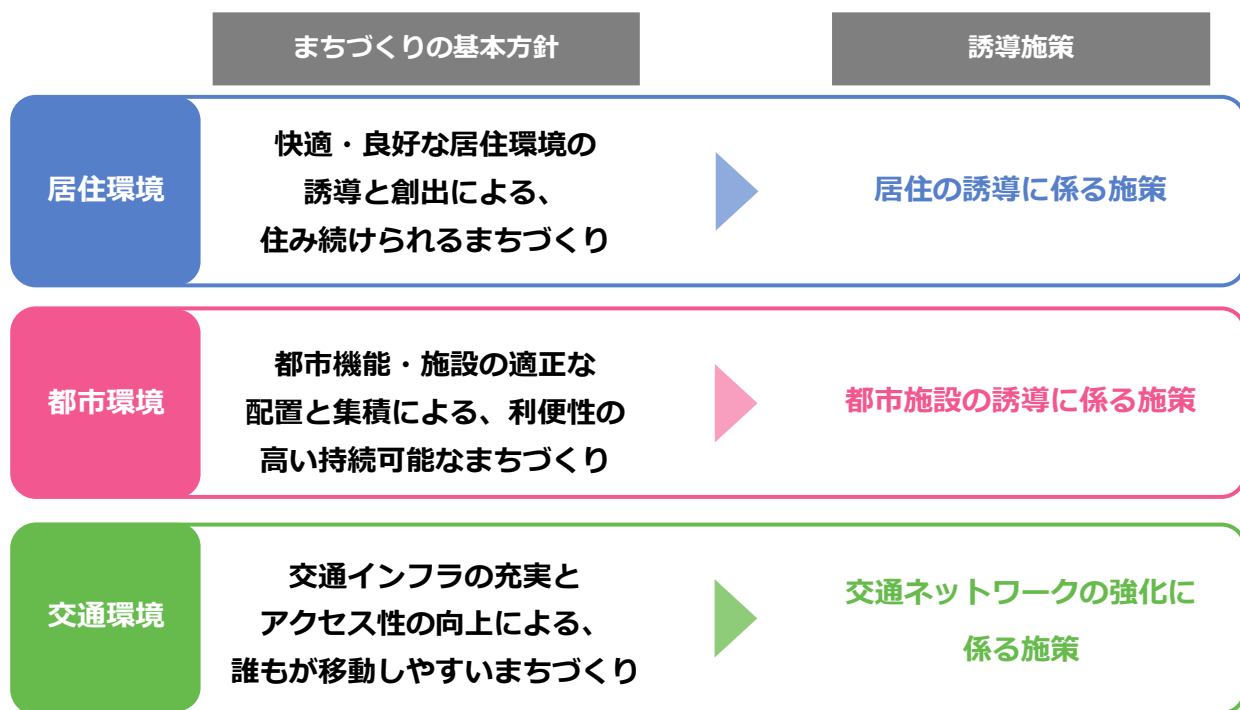 まちづくりの基本方針
誘導施策
居住環境
快適・良好な居住環境の
誘導と創出による、
住み続けられるまちづくり
居住の誘導に係る施策
都市環境
都市機能・施設の適正な
配置と集積による、利便性の
高い持続可能なまちづくり
都市施設の誘導に係る施策
交通環境
交通インフラの充実と
アクセス性の向上による、
誰もが移動しやすいまちづくり
交通ネットワークの強化に
係る施策